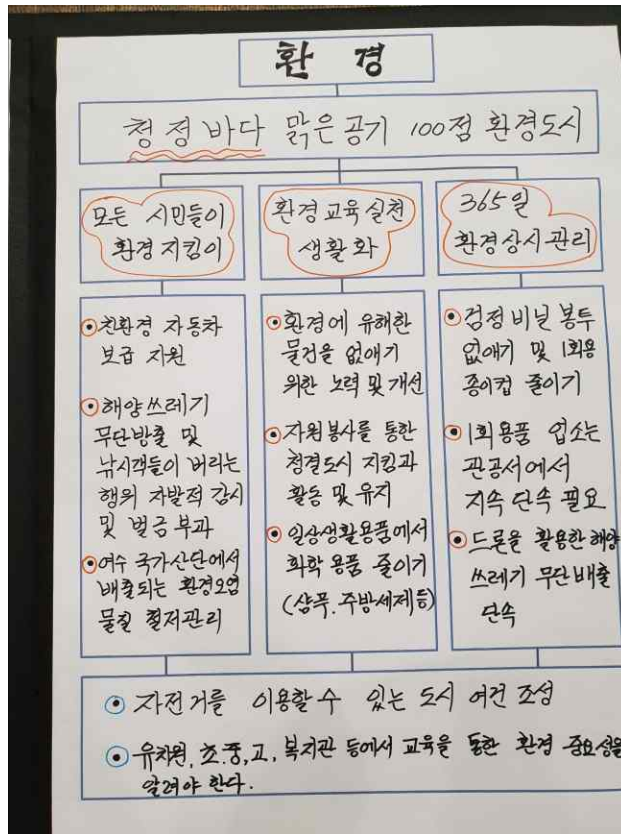 환 경
청정바다 맑은공기 100점 환경도시
모든 시민들이
환경지킴이
환경교육실천
생활화
365일
환경상시관리
친환경 자동차
보급 지원
해양쓰레기
무단방출 및
낚시객들이 버리는
행위 자발적 감시
및 벌금 부과
여수 국가산단에서
배출되는 환경오염
물질 철저관리
환경에 유해한
물건을 없애기
위한 노력 및 개선
자원봉사를 통한
청결도시 지킴과
활동 및 유지
일상생활용품에서
화학 용품 줄이기
(샴푸.주방세제등)
검정 비닐 봉투
없애기 및 1회용
종이컵 줄이기
1회용품 업소는
관공서에서
지속 단속 필요
드론을 활용한 해양
쓰레기 무단배출
단속
자전거를 이용할수 있는 도시 여건 조성
유치원, 초.중,고, 복지관 등에서 교육을 통한 환경 중요성을
알려야 한다.